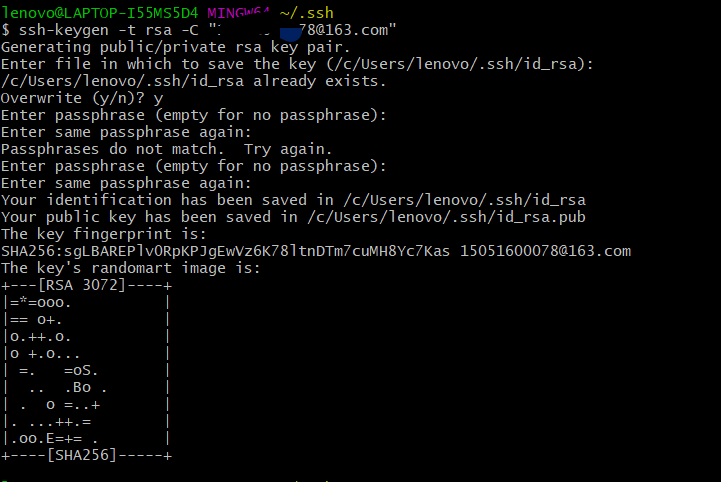 lenovo@LAPTOP-I55MS5D4 MINGW64 ~/.ssh
$ ssh-keygen -t rsa -C "78@163.com"
Generating public/private rsa key pair.
Enter file in which to save the key (/c/Users/lenovo/.ssh/id_rsa):
/c/Users/lenovo/.ssh/id_rsa already exists.
Overwrite (y/n)? y
Enter passphrase (empty for no passphrase):
Enter same passphrase again:
Passphrases do not match.  Try again.
Enter passphrase (empty for no passphrase):
Enter same passphrase again:
Your identification has been saved in /c/Users/lenovo/.ssh/id_rsa
Your public key has been saved in /c/Users/lenovo/.ssh/id_rsa.pub
The key fingerprint is:
SHA256:sgLBAREPlv0RpKPJgEwVz6K78ltnDTm7cuMH8Yc7Kas 15051600078@163.com
The key's randomart image is:
+---[RSA 3072]----+
|=*=ooo.          |
|== o+.           |
|o.++.o.          |
|o +.o...         |
| =.   =oS.       |
|  ..  .Bo .      |
| .  o =..+       |
|. ...++.=        |
|.oo.E=+= .       |
+----[SHA256]-----+